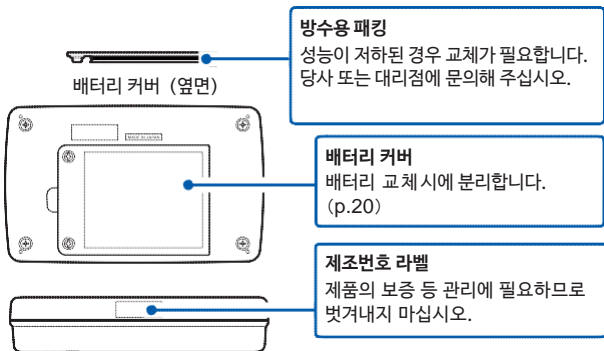 방수용 패킹
성능이 저하된 경우 교체가 필요합니다.
당사 또는 대리점에 문의해 주십시오.
배터리 커버 (옆면)
MADE IN JAPAN
배터리 커버
배터리 교체 시에 분리합니다.
(p.20)
제조번호 라벨
제품의 보증 등 관리에 필요하므로
벗겨내지 마십시오.